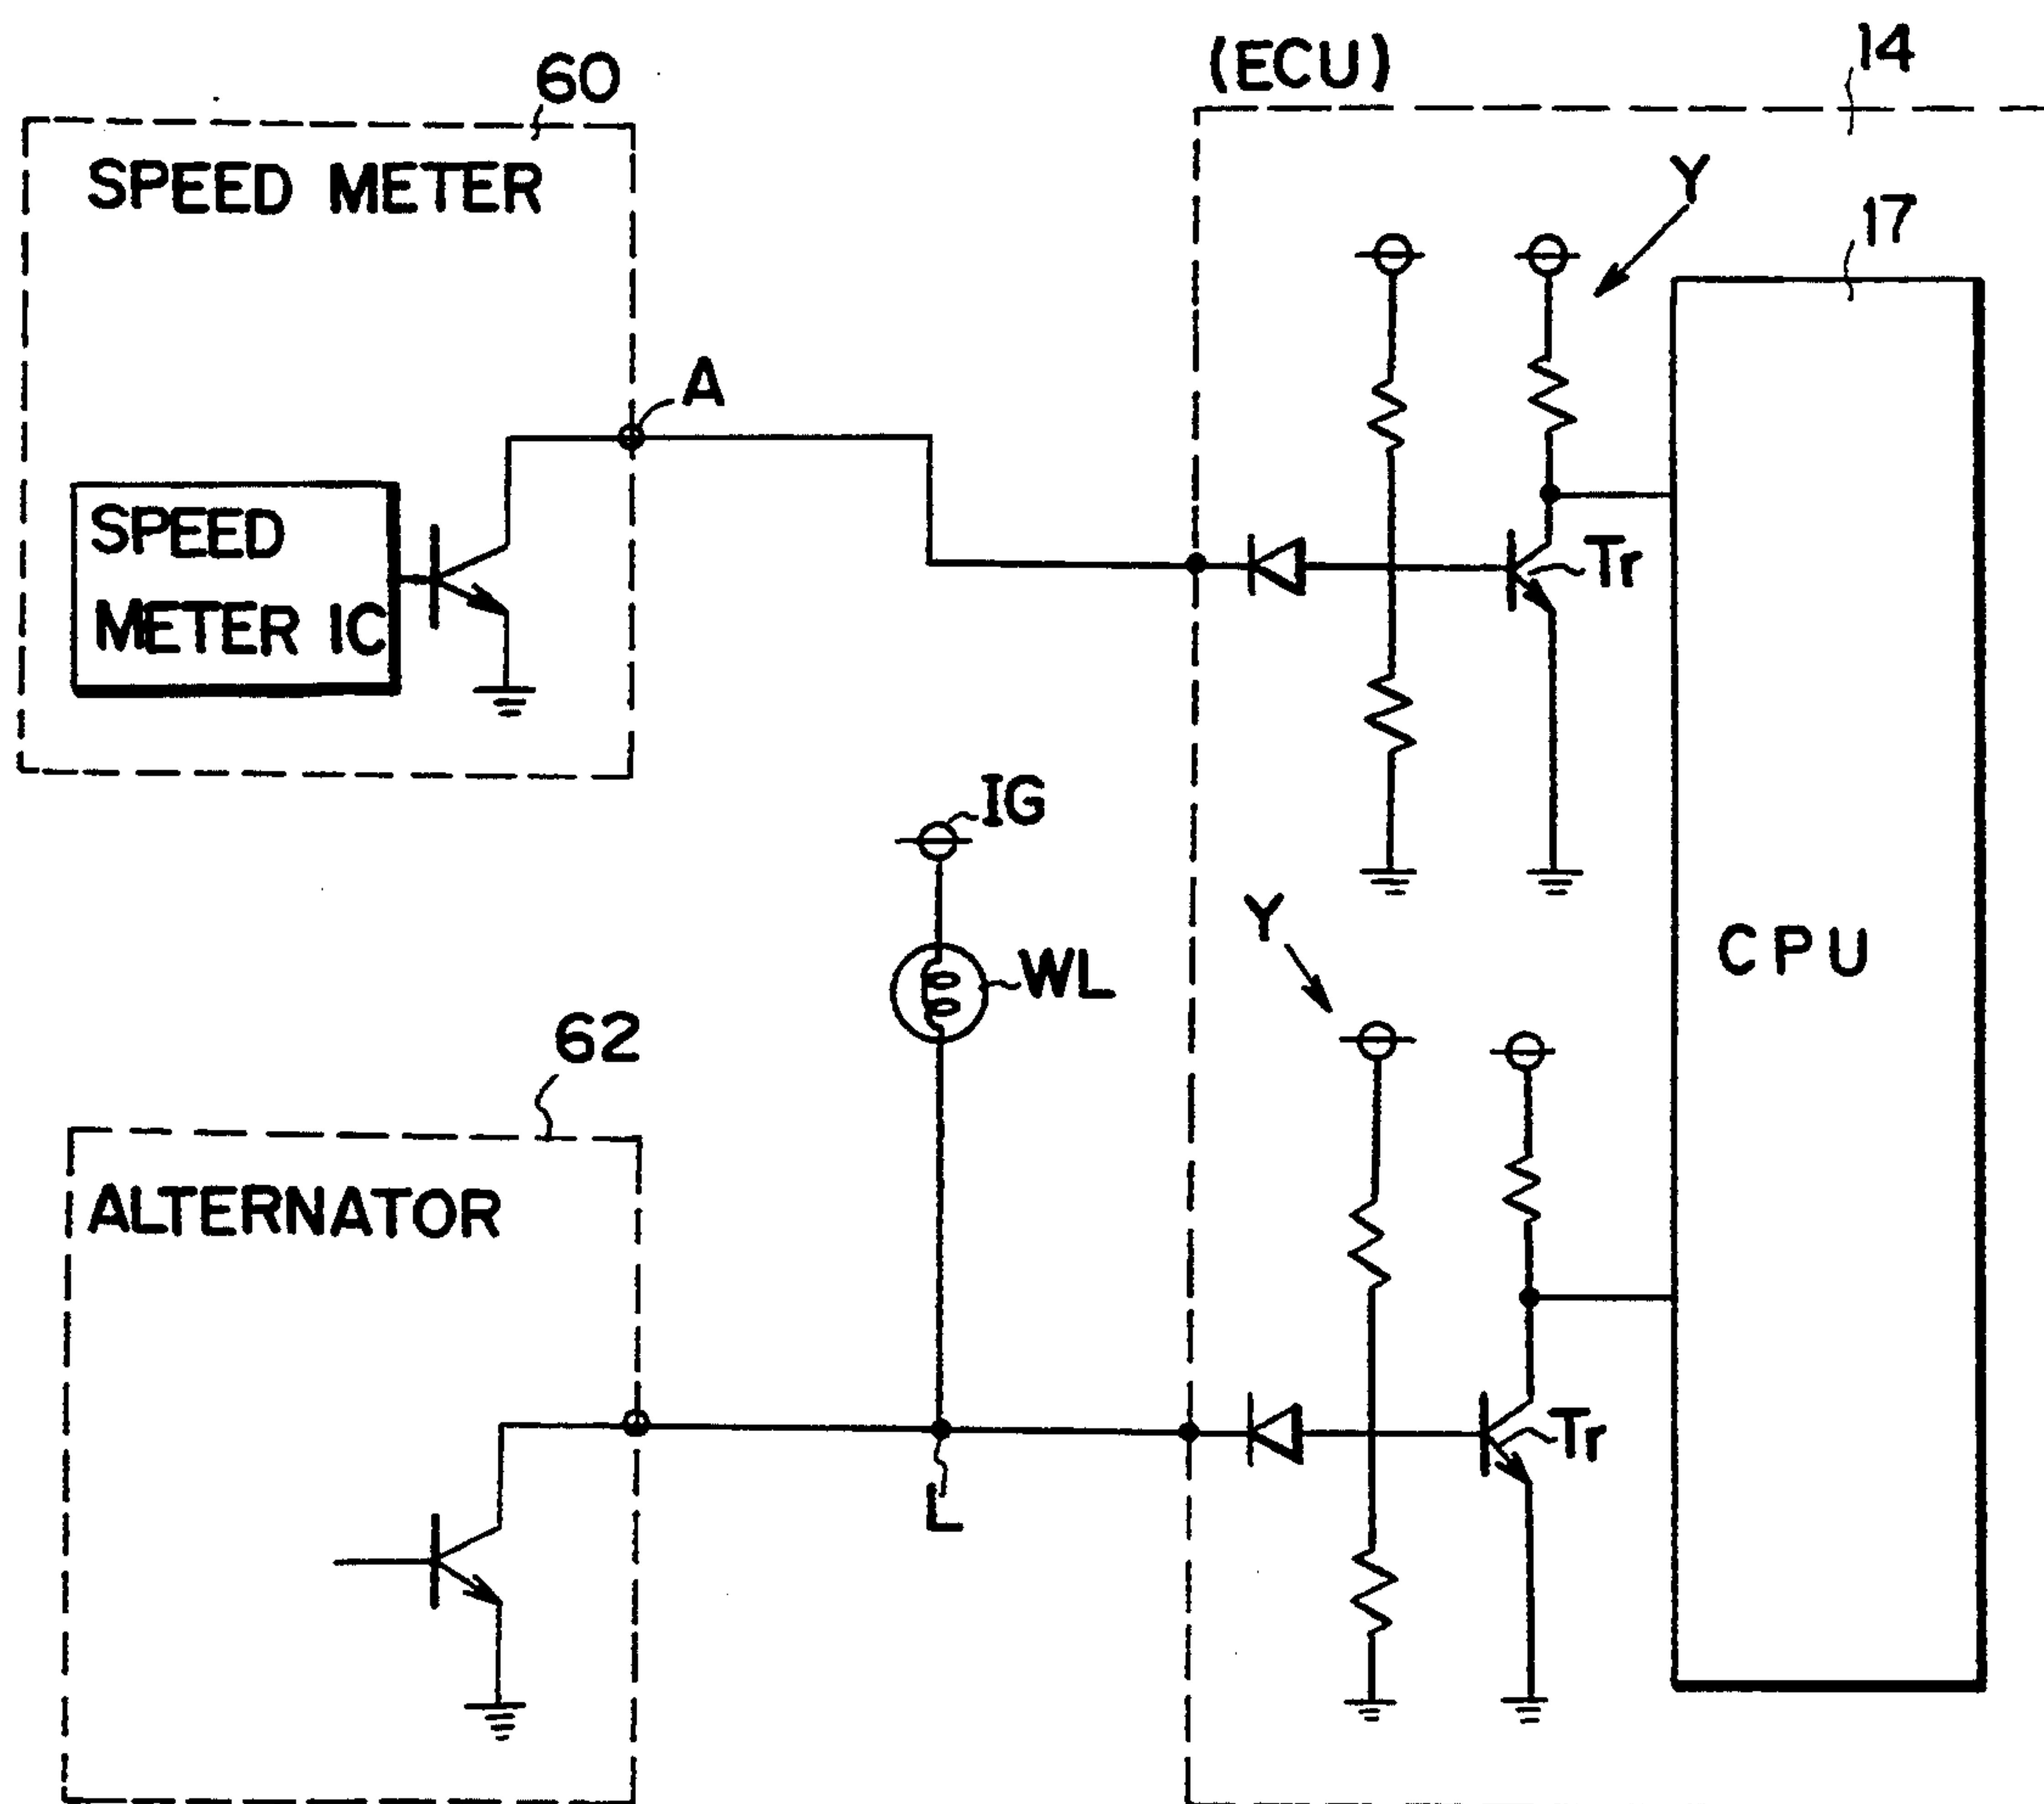 60
(ECU)
14
SPEED METER
Y
17
A
SPEED
METER IC
Tr
IG
Y
WL
CPU
62
ALTERNATOR
Tr
L